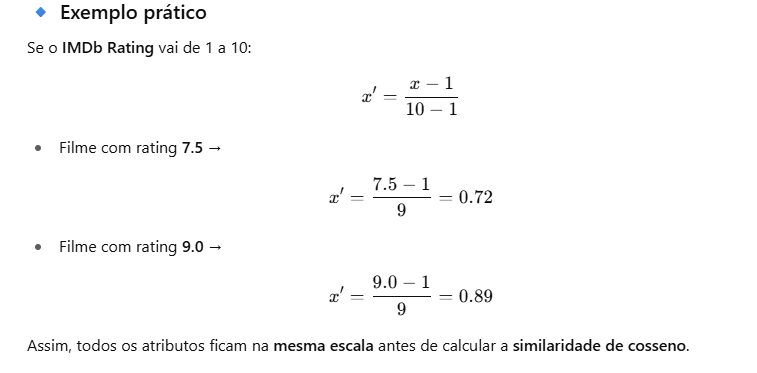 Exemplo prático
Se o IMDb Rating vai de 1 a 10:
x′ = (x − 1) / (10 − 1)
• Filme com rating 7.5 →
x′ = (7.5 − 1) / 9 = 0.72
• Filme com rating 9.0 →
x′ = (9.0 − 1) / 9 = 0.89
Assim, todos os atributos ficam na mesma escala antes de calcular a similaridade de cosseno.